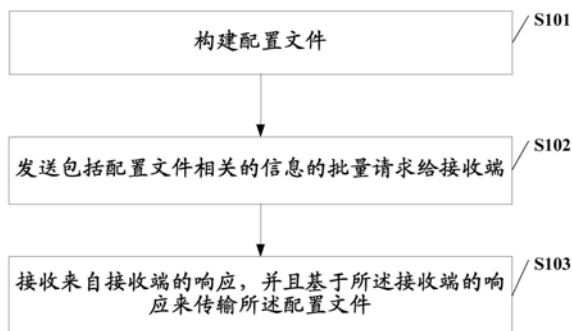 构建配置文件
S101
发送包括配置文件相关的信息的批量请求给接收端
S102
接收来自接收端的响应，并且基于所述接收端的响
应来传输所述配置文件
S103